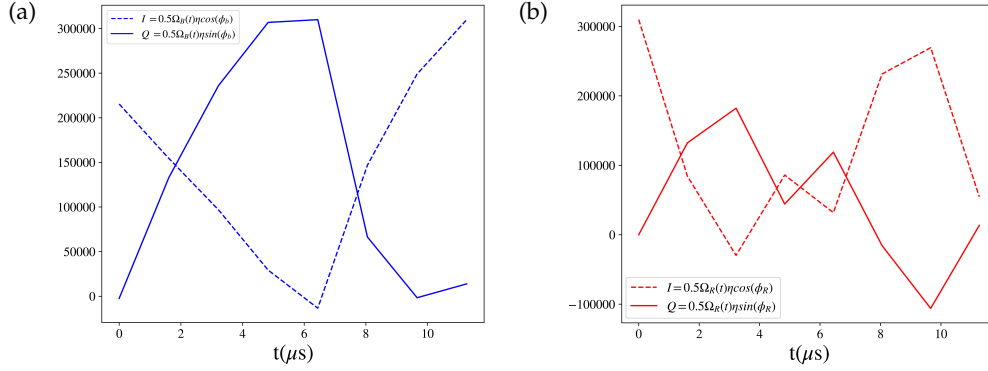 (a)
I = 0.5Ω_B(t)ηcos(ϕ_b)
Q = 0.5Ω_B(t)ηsin(ϕ_b)
300000
250000
200000
150000
100000
50000
0
0 2 4 6 8 10
t(μs)
(b)
300000
200000
100000
0
−100000
I = 0.5Ω_R(t)ηcos(ϕ_R)
Q = 0.5Ω_R(t)ηsin(ϕ_R)
0 2 4 6 8 10
t(μs)